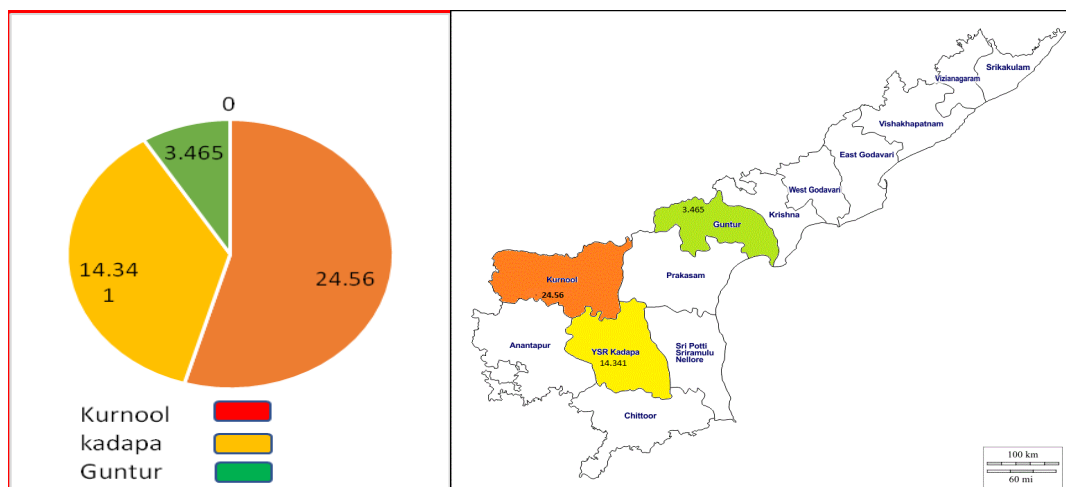 0
3.465
14.34
1
24.56
Kurnool
kadapa
Guntur
Srikakulam
Vizianagaram
Vishakhapatnam
East Godavari
West Godavari
Krishna
3.465
Guntur
Prakasam
Kurnool
24.56
Anantapur
YSR Kadapa
14.341
Sri Potti
Sriramulu
Nellore
Chittoor
100 km
60 mi